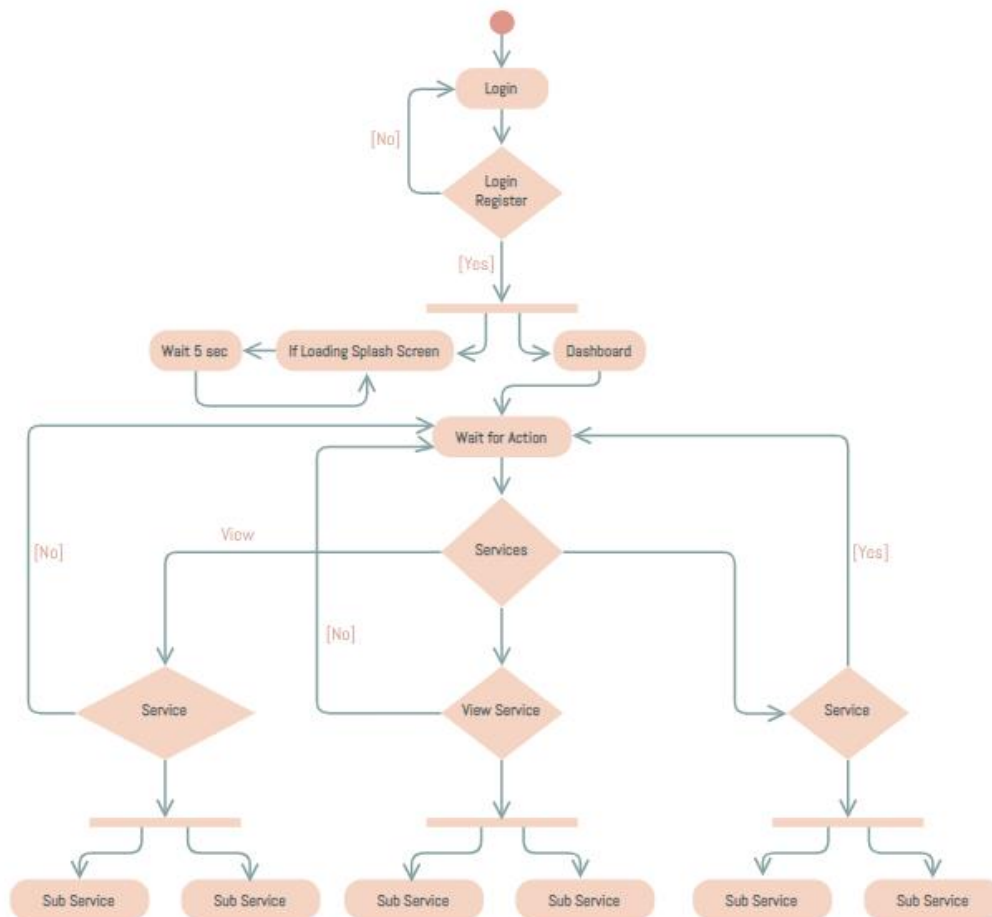 Login
[No]
Login
Register
[Yes]
Wait 5 sec
If Loading Splash Screen
Dashboard
Wait for Action
View
Services
[No]
[Yes]
[No]
Service
View Service
Service
Sub Service
Sub Service
Sub Service
Sub Service
Sub Service
Sub Service